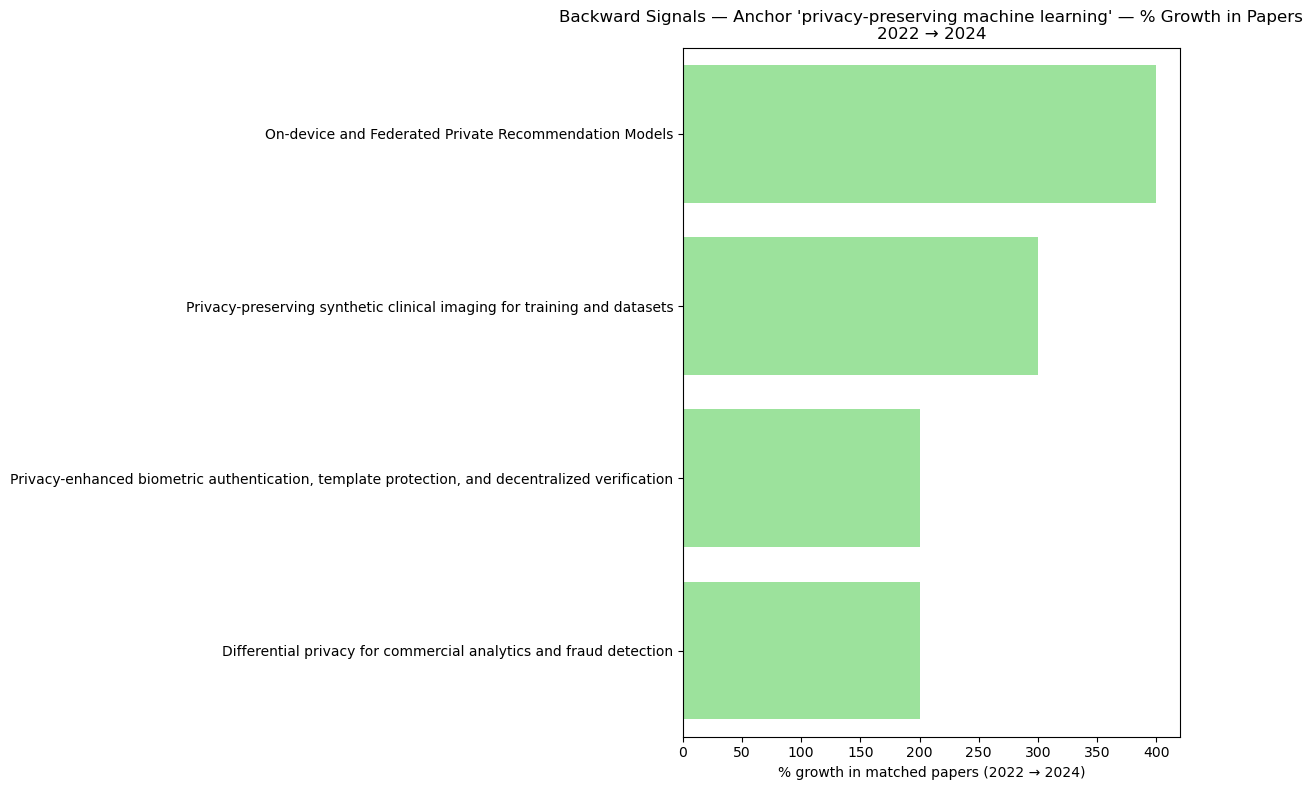 Backward Signals — Anchor 'privacy-preserving machine learning' — % Growth in Papers
2022 → 2024
On-device and Federated Private Recommendation Models
Privacy-preserving synthetic clinical imaging for training and datasets
Privacy-enhanced biometric authentication, template protection, and decentralized verification
Differential privacy for commercial analytics and fraud detection
0 50 100 150 200 250 300 350 400
% growth in matched papers (2022 → 2024)